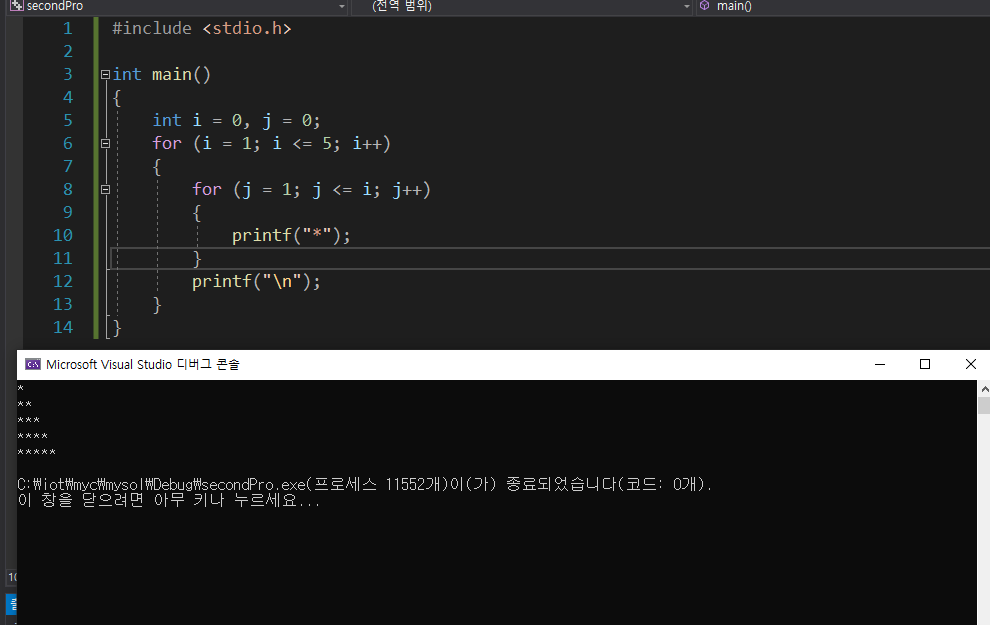 secondPro (전역 범위) main()
1 #include <stdio.h>
2
3 int main()
4 {
5 int i = 0, j = 0;
6 for (i = 1; i <= 5; i++)
7 {
8 for (j = 1; j <= i; j++)
9 {
10 printf("*");
11 }
12 printf("\n");
13 }
14 }
Microsoft Visual Studio 디버그 콘솔
*
**
***
****
*****
C:₩iot₩myc₩mysol₩Debug₩secondPro.exe(프로세스 11552개)이(가) 종료되었습니다(코드: 0개).
이 창을 닫으려면 아무 키나 누르세요...